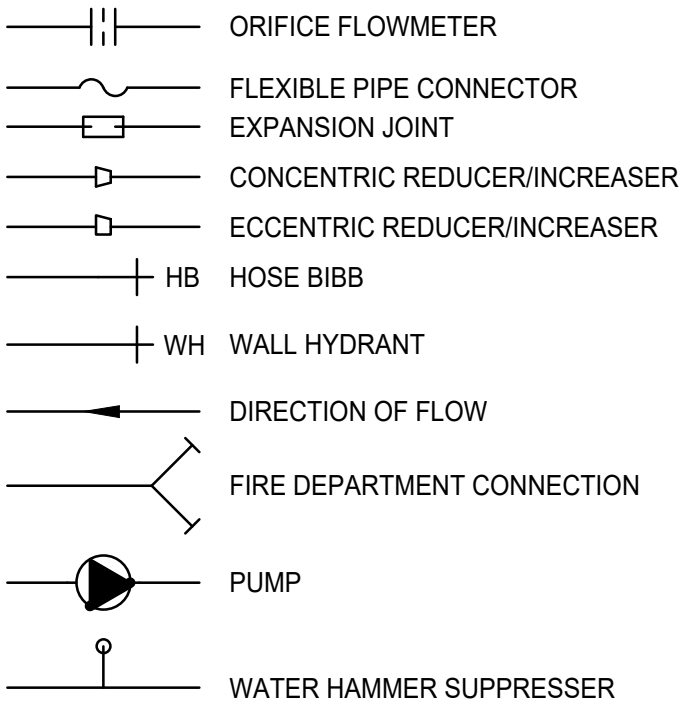 ORIFICE FLOWMETER
FLEXIBLE PIPE CONNECTOR
EXPANSION JOINT
CONCENTRIC REDUCER/INCREASER
ECCENTRIC REDUCER/INCREASER
HB HOSE BIBB
WH WALL HYDRANT
DIRECTION OF FLOW
FIRE DEPARTMENT CONNECTION
PUMP
WATER HAMMER SUPPRESSER